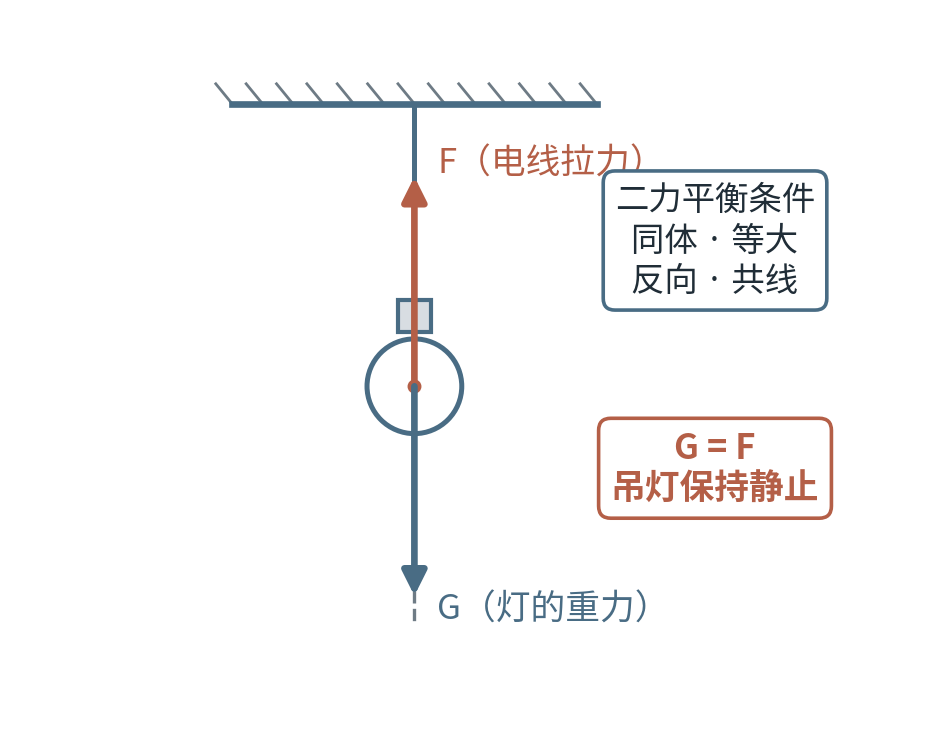 F（电线拉力）
二力平衡条件
同体 · 等大
反向 · 共线
G = F
吊灯保持静止
G（灯的重力）